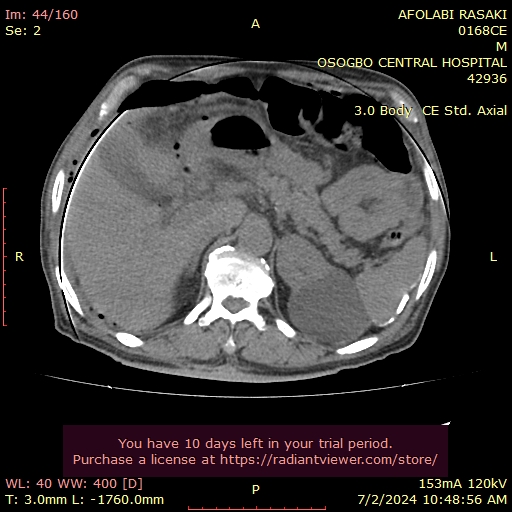 Im: 44/160
Se: 2
A
AFOLABI RASAKI
0168CE
M
OSOGBO CENTRAL HOSPITAL
42936
3.0 Body CE Std. Axial
R
L
You have 10 days left in your trial period.
Purchase a license at https://radiantviewer.com/store/
WL: 40 WW: 400 [D]
T: 3.0mm L: -1760.0mm
P
153mA 120kV
7/2/2024 10:48:56 AM